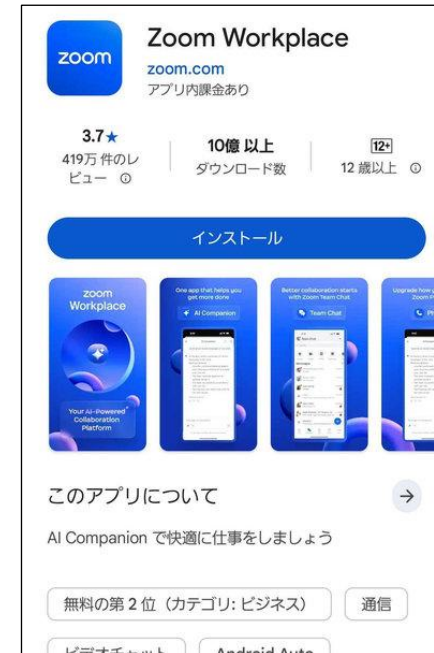 zoom
Zoom Workplace
zoom.com
アプリ内課金あり
3.7★
419万 件のレ
ビュー
10億 以上
ダウンロード数
12+
12 歳以上
インストール
zoom
Workplace
Your AI-Powered
Collaboration
Platform
One app that helps you
get more done
AI Companion
Better collaboration starts
with Zoom Team Chat
Team Chat
Upgrade how
Zoom
このアプリについて
AI Companion で快適に仕事をしましょう
無料の第 2 位(カテゴリ: ビジネス)
通信
ビデオチャット
Android Auto